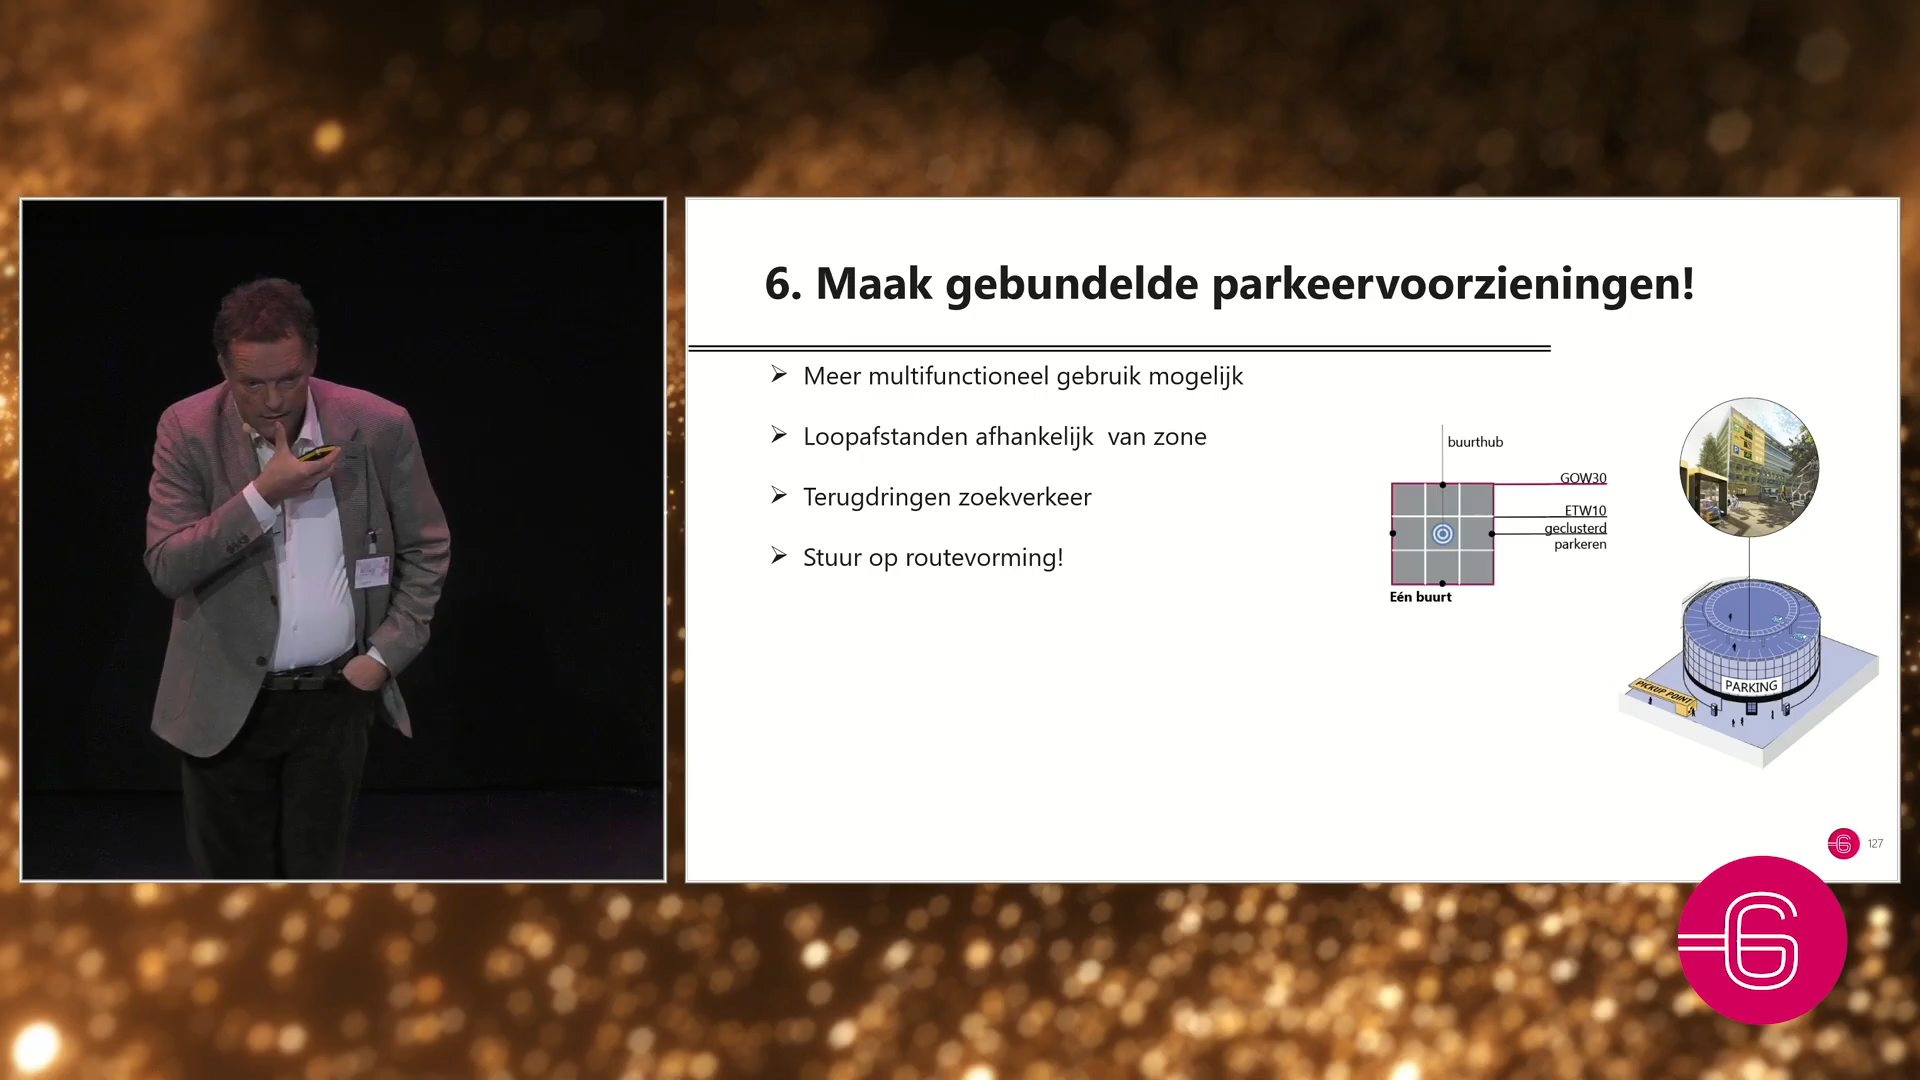 6. Maak gebundelde parkeervoorzieningen!
Meer multifunctioneel gebruik mogelijk
Loopafstanden afhankelijk  van zone
Terugdringen zoekverkeer
Stuur op routevorming!
buurthub
GOW30
ETW10
geclusterd
parkeren
Eén buurt
PARKING
PICKUP POINT
127